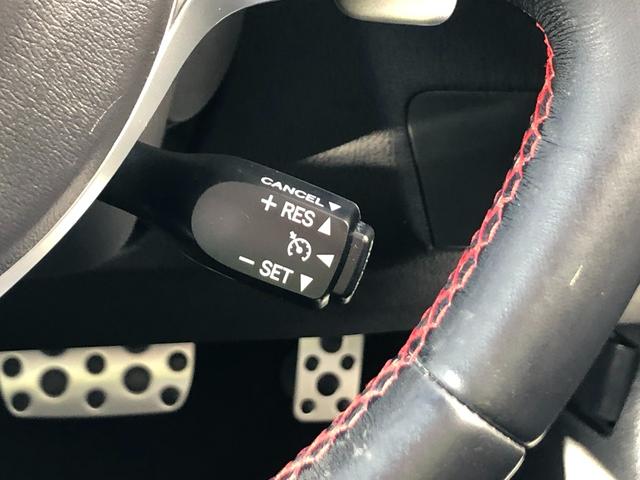 CANCEL ▼
+ RES ▲
◀
− SET ▼